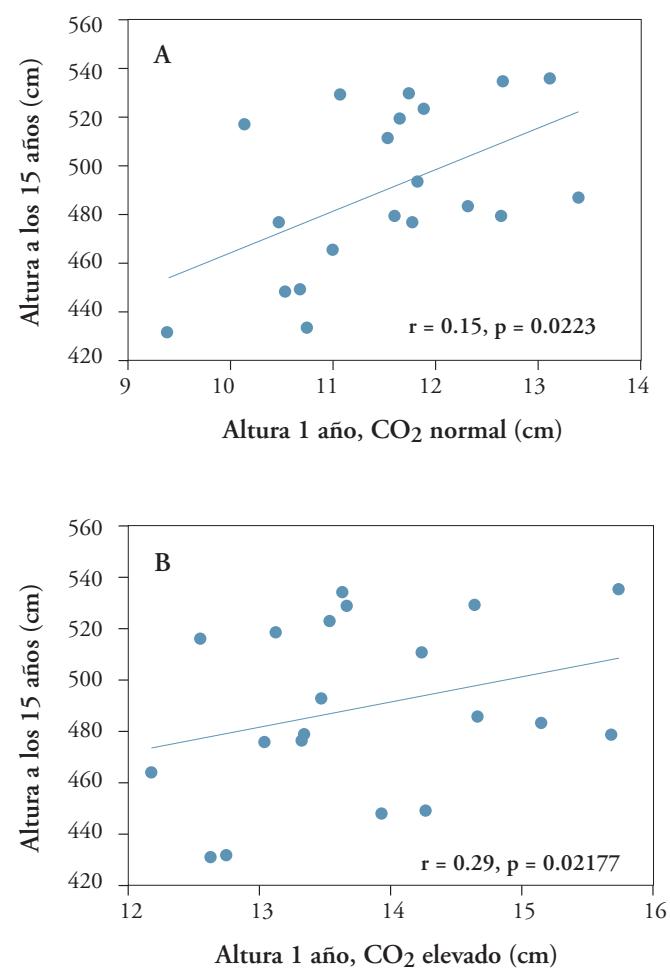 A
560
540
520
500
480
460
440
420
Altura a los 15 años (cm)
r = 0.15, p = 0.0223
9 10 11 12 13 14
Altura 1 año, CO2 normal (cm)
B
560
540
520
500
480
460
440
420
Altura a los 15 años (cm)
r = 0.29, p = 0.02177
12 13 14 15 16
Altura 1 año, CO2 elevado (cm)